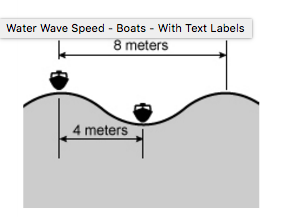 Water Wave Speed - Boats - With Text Labels
8 meters
4 meters